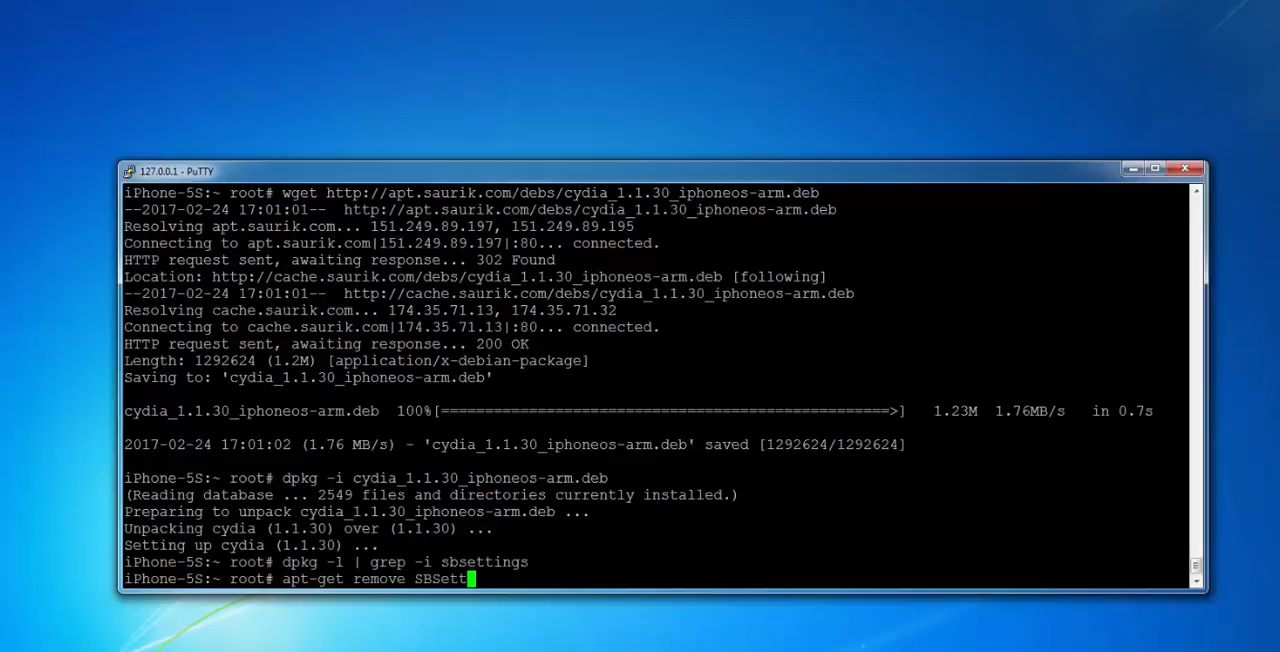 127.0.0.1 - PuTTY
iPhone-5S:~ root# wget http://apt.saurik.com/debs/cydia_1.1.30_iphoneos-arm.deb
--2017-02-24 17:01:01--  http://apt.saurik.com/debs/cydia_1.1.30_iphoneos-arm.deb
Resolving apt.saurik.com... 151.249.89.197, 151.249.89.195
Connecting to apt.saurik.com|151.249.89.197|:80... connected.
HTTP request sent, awaiting response... 302 Found
Location: http://cache.saurik.com/debs/cydia_1.1.30_iphoneos-arm.deb [following]
--2017-02-24 17:01:01--  http://cache.saurik.com/debs/cydia_1.1.30_iphoneos-arm.deb
Resolving cache.saurik.com... 174.35.71.13, 174.35.71.32
Connecting to cache.saurik.com|174.35.71.13|:80... connected.
HTTP request sent, awaiting response... 200 OK
Length: 1292624 (1.2M) [application/x-debian-package]
Saving to: 'cydia_1.1.30_iphoneos-arm.deb'
cydia_1.1.30_iphoneos-arm.deb  100%[===================================================>]   1.23M  1.76MB/s   in 0.7s
2017-02-24 17:01:02 (1.76 MB/s) - 'cydia_1.1.30_iphoneos-arm.deb' saved [1292624/1292624]
iPhone-5S:~ root# dpkg -i cydia_1.1.30_iphoneos-arm.deb
(Reading database ... 2549 files and directories currently installed.)
Preparing to unpack cydia_1.1.30_iphoneos-arm.deb ...
Unpacking cydia (1.1.30) over (1.1.30) ...
Setting up cydia (1.1.30) ...
iPhone-5S:~ root# dpkg -l | grep -i sbsettings
iPhone-5S:~ root# apt-get remove SBSett